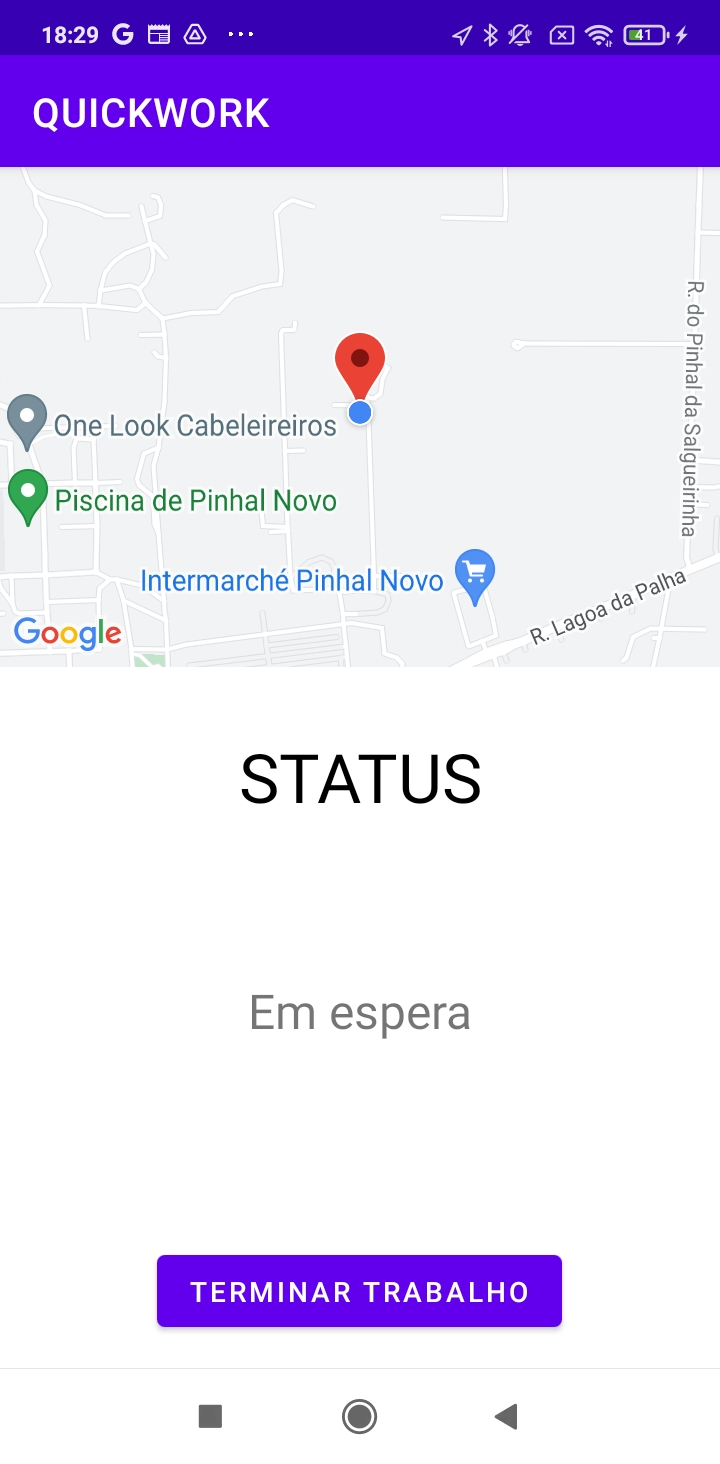 18:29
41
QUICKWORK
R. do Pinhal da Salgueirinha
One Look Cabeleireiros
Piscina de Pinhal Novo
Intermarché Pinhal Novo
R. Lagoa da Palha
Google
STATUS
Em espera
TERMINAR TRABALHO